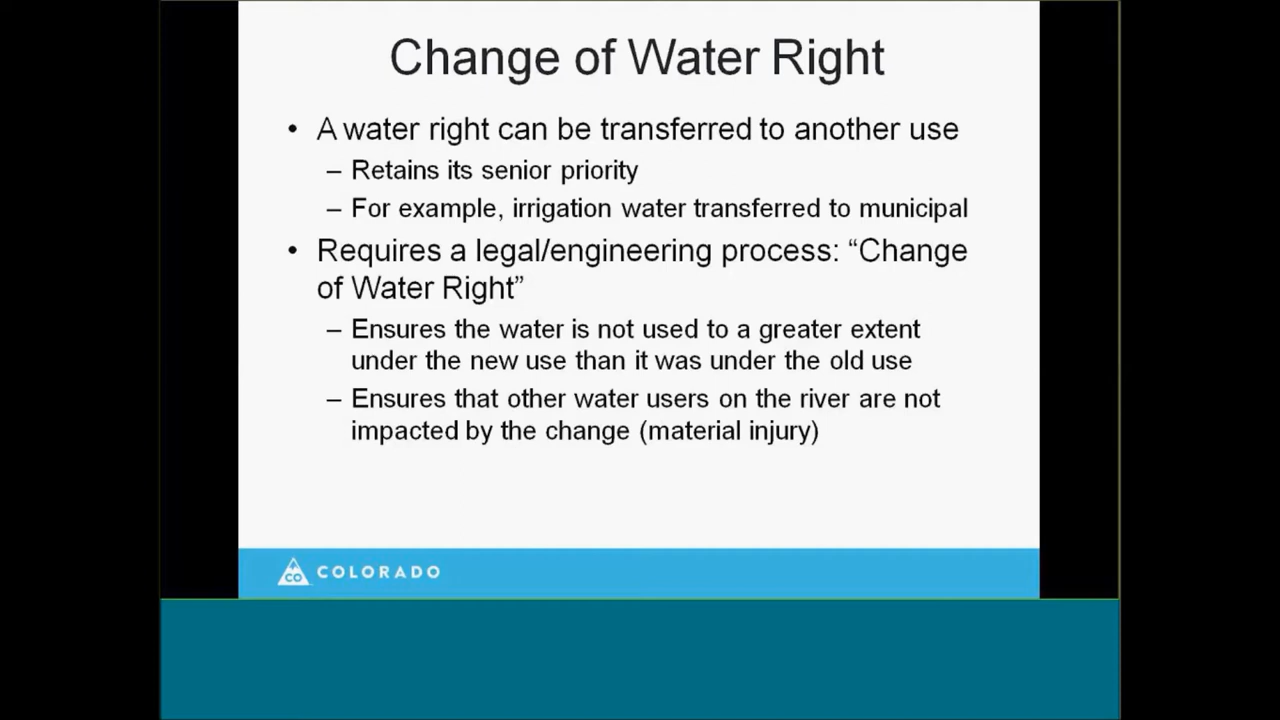 Change of Water Right
• A water right can be transferred to another use
– Retains its senior priority
– For example, irrigation water transferred to municipal
• Requires a legal/engineering process: “Change
of Water Right”
– Ensures the water is not used to a greater extent
under the new use than it was under the old use
– Ensures that other water users on the river are not
impacted by the change (material injury)
CO COLORADO